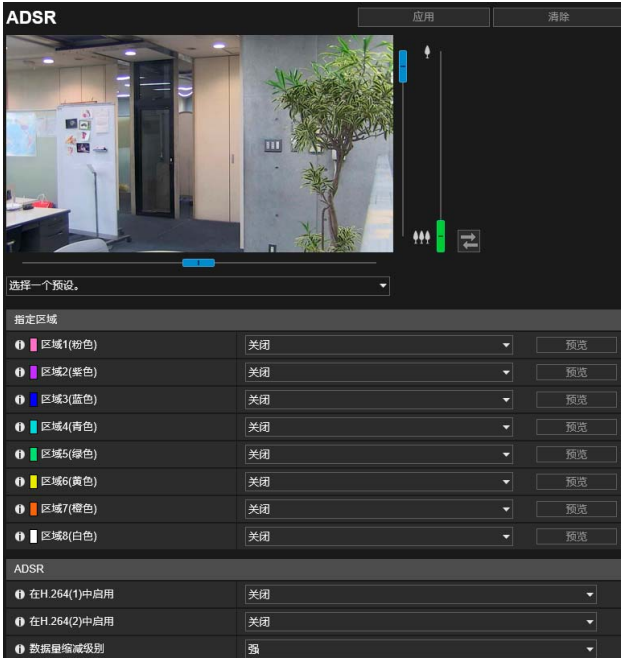 ADSR
应用
清除
选择一个预设。
指定区域
区域1(粉色)
关闭
预览
区域2(紫色)
关闭
预览
区域3(蓝色)
关闭
预览
区域4(青色)
关闭
预览
区域5(绿色)
关闭
预览
区域6(黄色)
关闭
预览
区域7(橙色)
关闭
预览
区域8(白色)
关闭
预览
ADSR
在H.264(1)中启用
关闭
在H.264(2)中启用
关闭
数据量缩减级别
强